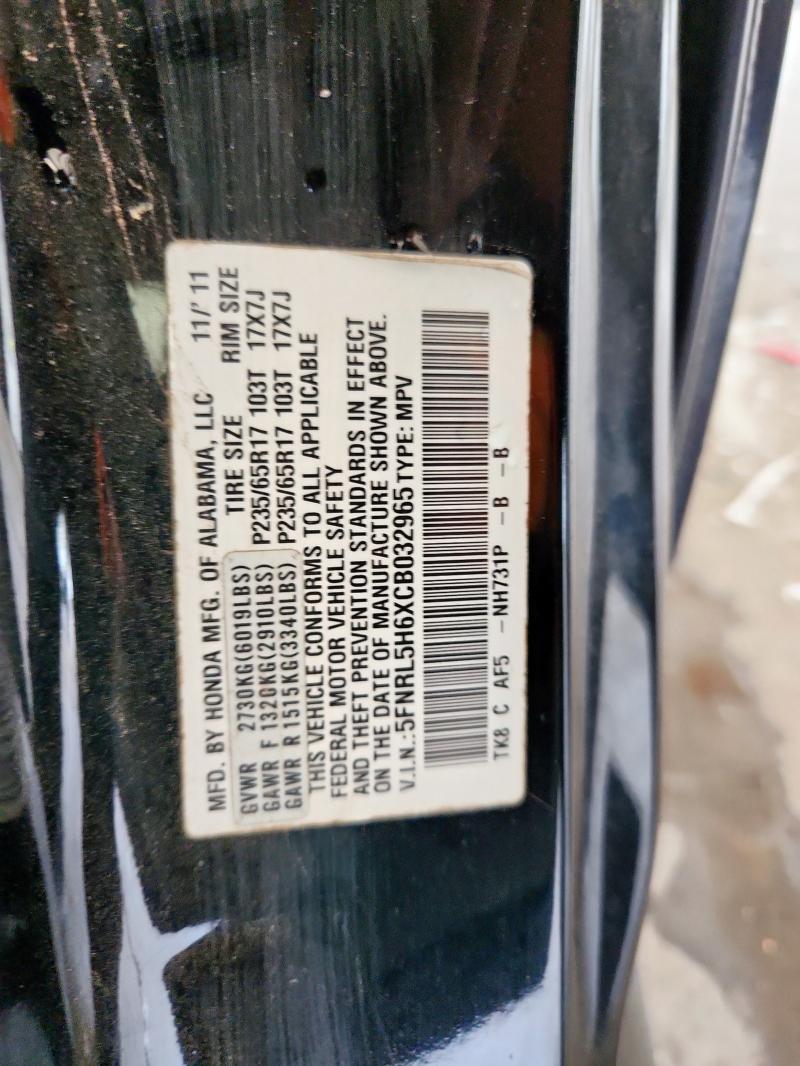 MFD. BY HONDA MFG. OF ALABAMA, LLC 11/'11
TIRE SIZE RIM SIZE
GVWR 2730KG(6019LBS)
GAWR F 1320KG(2910LBS) P235/65R17 103T 17X7J
GAWR R 1515KG(3340LBS) P235/65R17 103T 17X7J
THIS VEHICLE CONFORMS TO ALL APPLICABLE
FEDERAL MOTOR VEHICLE SAFETY
AND THEFT PREVENTION STANDARDS IN EFFECT
ON THE DATE OF MANUFACTURE SHOWN ABOVE.
V.I.N.:5FNRL5H6XCB032965 TYPE: MPV
TK8 C AF5 -NH731P -B -B